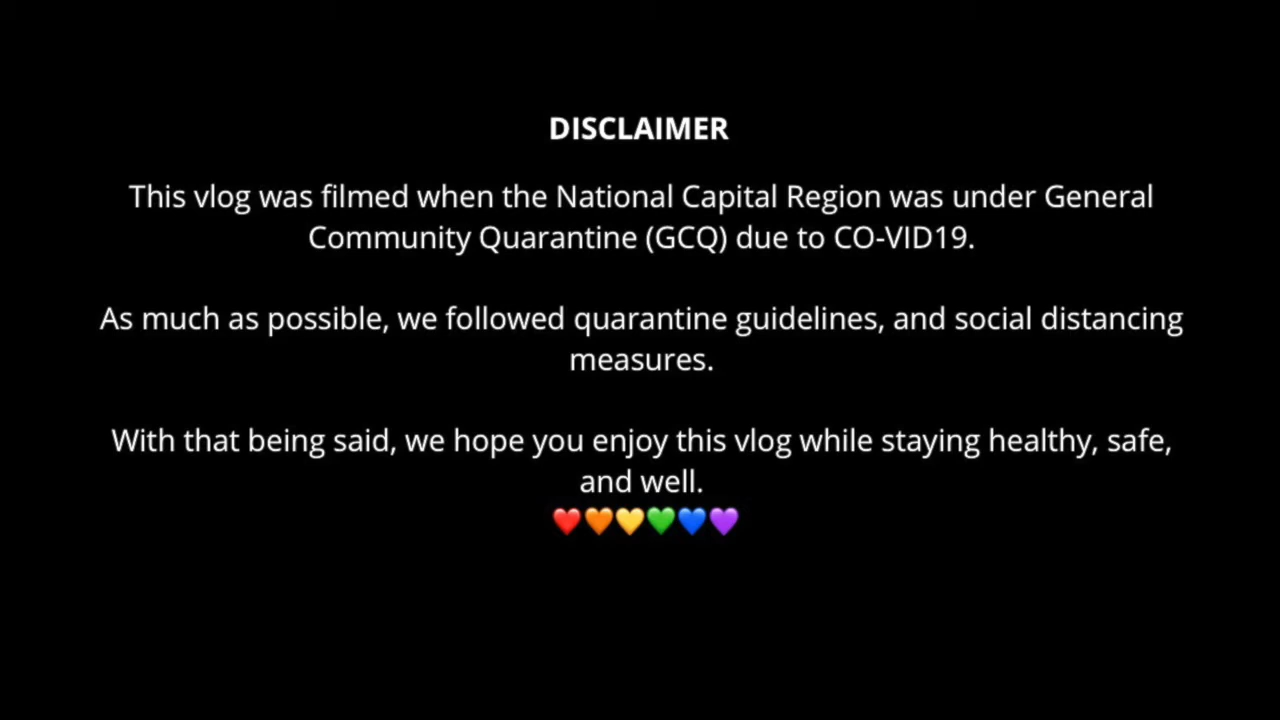 DISCLAIMER
This vlog was filmed when the National Capital Region was under General
Community Quarantine (GCQ) due to CO-VID19.
As much as possible, we followed quarantine guidelines, and social distancing
measures.
With that being said, we hope you enjoy this vlog while staying healthy, safe,
and well.
❤️🧡💛💚💙💜